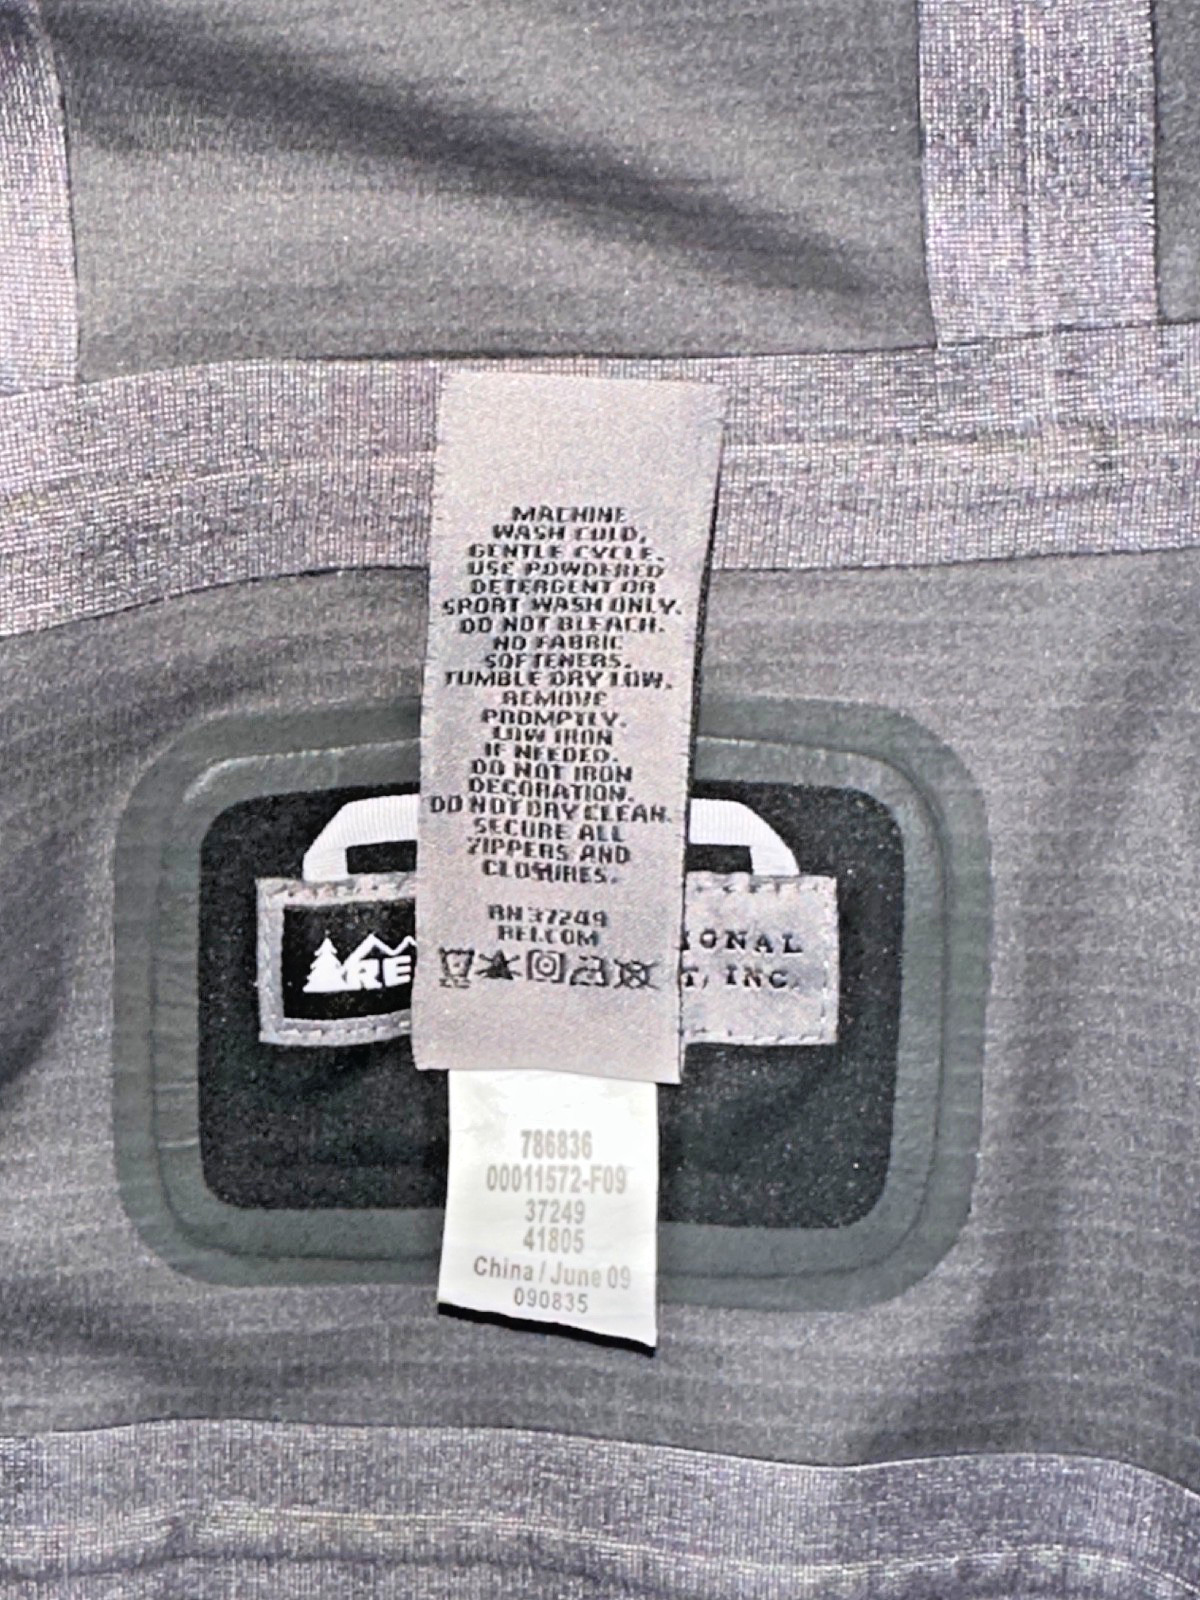 MACHINE
WASH COLD,
GENTLE CYCLE.
USE POWDERED
DETERGENT OR
SPORT WASH ONLY.
DO NOT BLEACH.
NO FABRIC
SOFTENERS.
TUMBLE DRY LOW.
REMOVE
PROMPTLY.
LOW IRON
IF NEEDED.
DO NOT IRON
DECORATION.
DO NOT DRY CLEAN.
SECURE ALL
ZIPPERS AND
CLOSURES.
RN 37249
REI.COM
RE
IONAL
T, INC.
786836
00011572-F09
37249
41805
China / June 09
090835